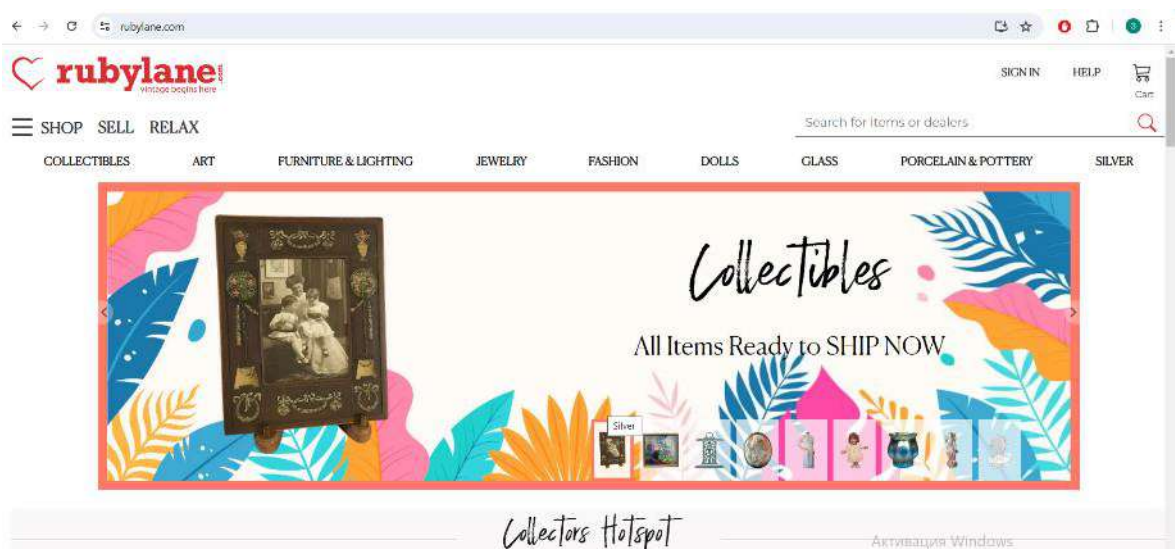 rubylane.com
rubylane.com
vintage begins here
SIGN IN HELP
Cart
SHOP SELL RELAX
Search for items or dealers
COLLECTIBLES ART FURNITURE & LIGHTING JEWELRY FASHION DOLLS GLASS PORCELAIN & POTTERY SILVER
Collectibles
All Items Ready to SHIP NOW
Silver
Collectors Hotspot
Активация Windows